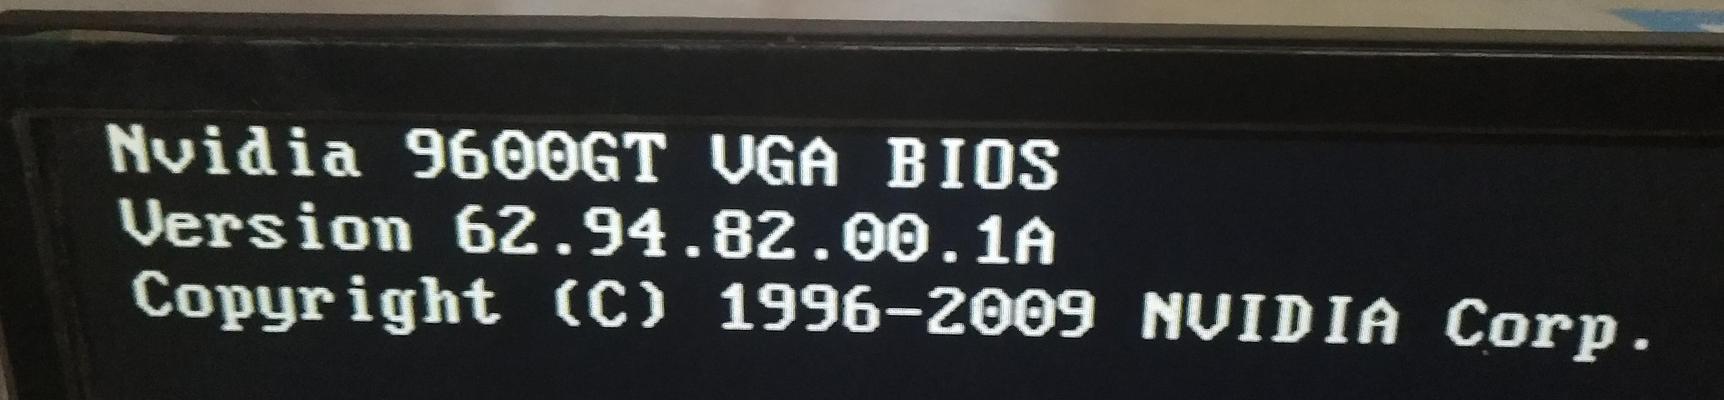 Nvidia 9600GT VGA BIOS
Version 62.94.82.00.1A
Copyright (C) 1996-2009 NVIDIA Corp.